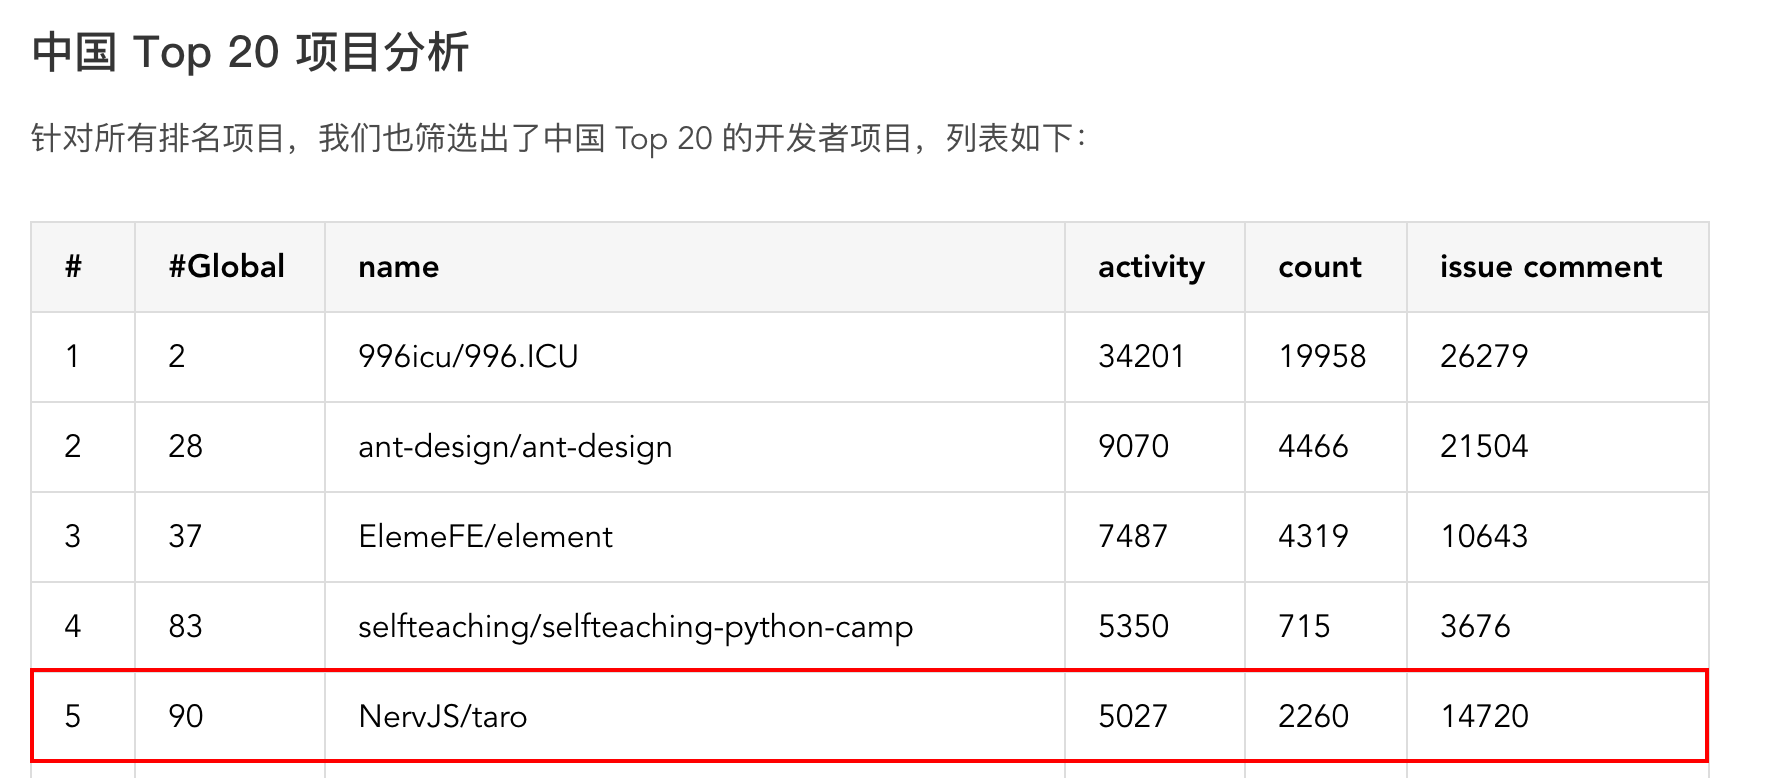 中国 Top 20 项目分析
针对所有排名项目，我们也筛选出了中国 Top 20 的开发者项目，列表如下：
# #Global name activity count issue comment
1 2 996icu/996.ICU 34201 19958 26279
2 28 ant-design/ant-design 9070 4466 21504
3 37 ElemeFE/element 7487 4319 10643
4 83 selfteaching/selfteaching-python-camp 5350 715 3676
5 90 NervJS/taro 5027 2260 14720